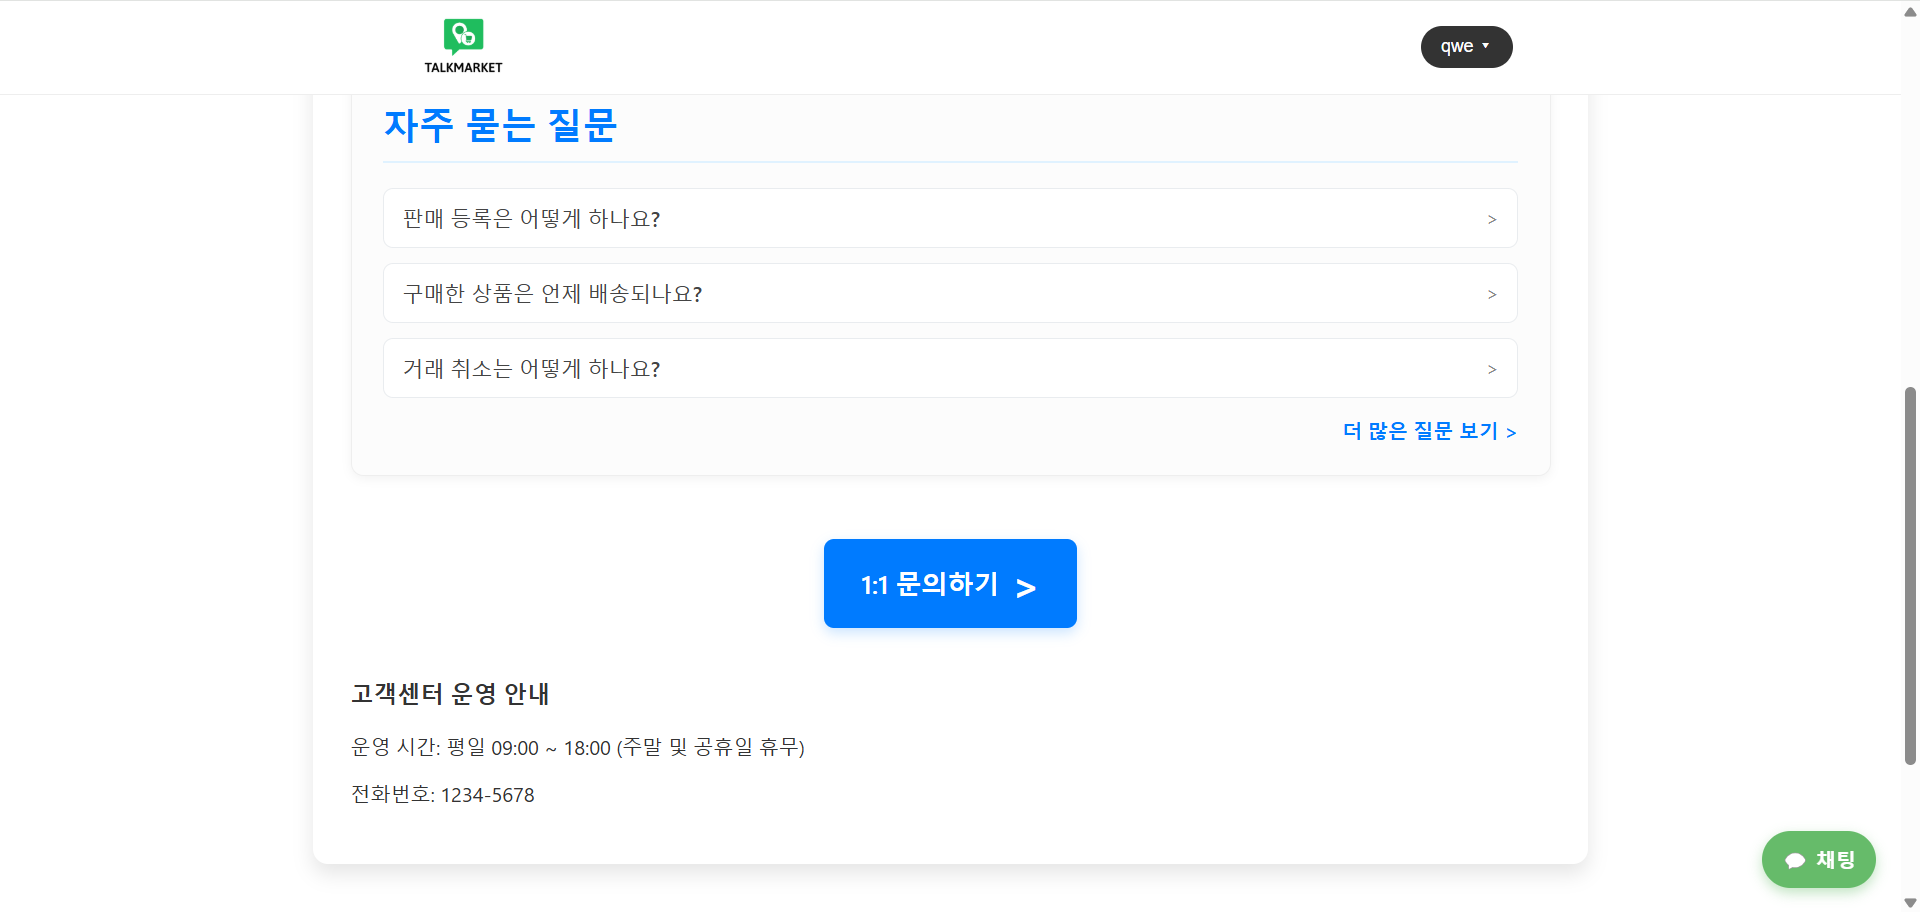 TALKMARKET
qwe
자주 묻는 질문
판매 등록은 어떻게 하나요? >
구매한 상품은 언제 배송되나요? >
거래 취소는 어떻게 하나요? >
더 많은 질문 보기 >
1:1 문의하기 >
고객센터 운영 안내
운영 시간: 평일 09:00 ~ 18:00 (주말 및 공휴일 휴무)
전화번호: 1234-5678
채팅